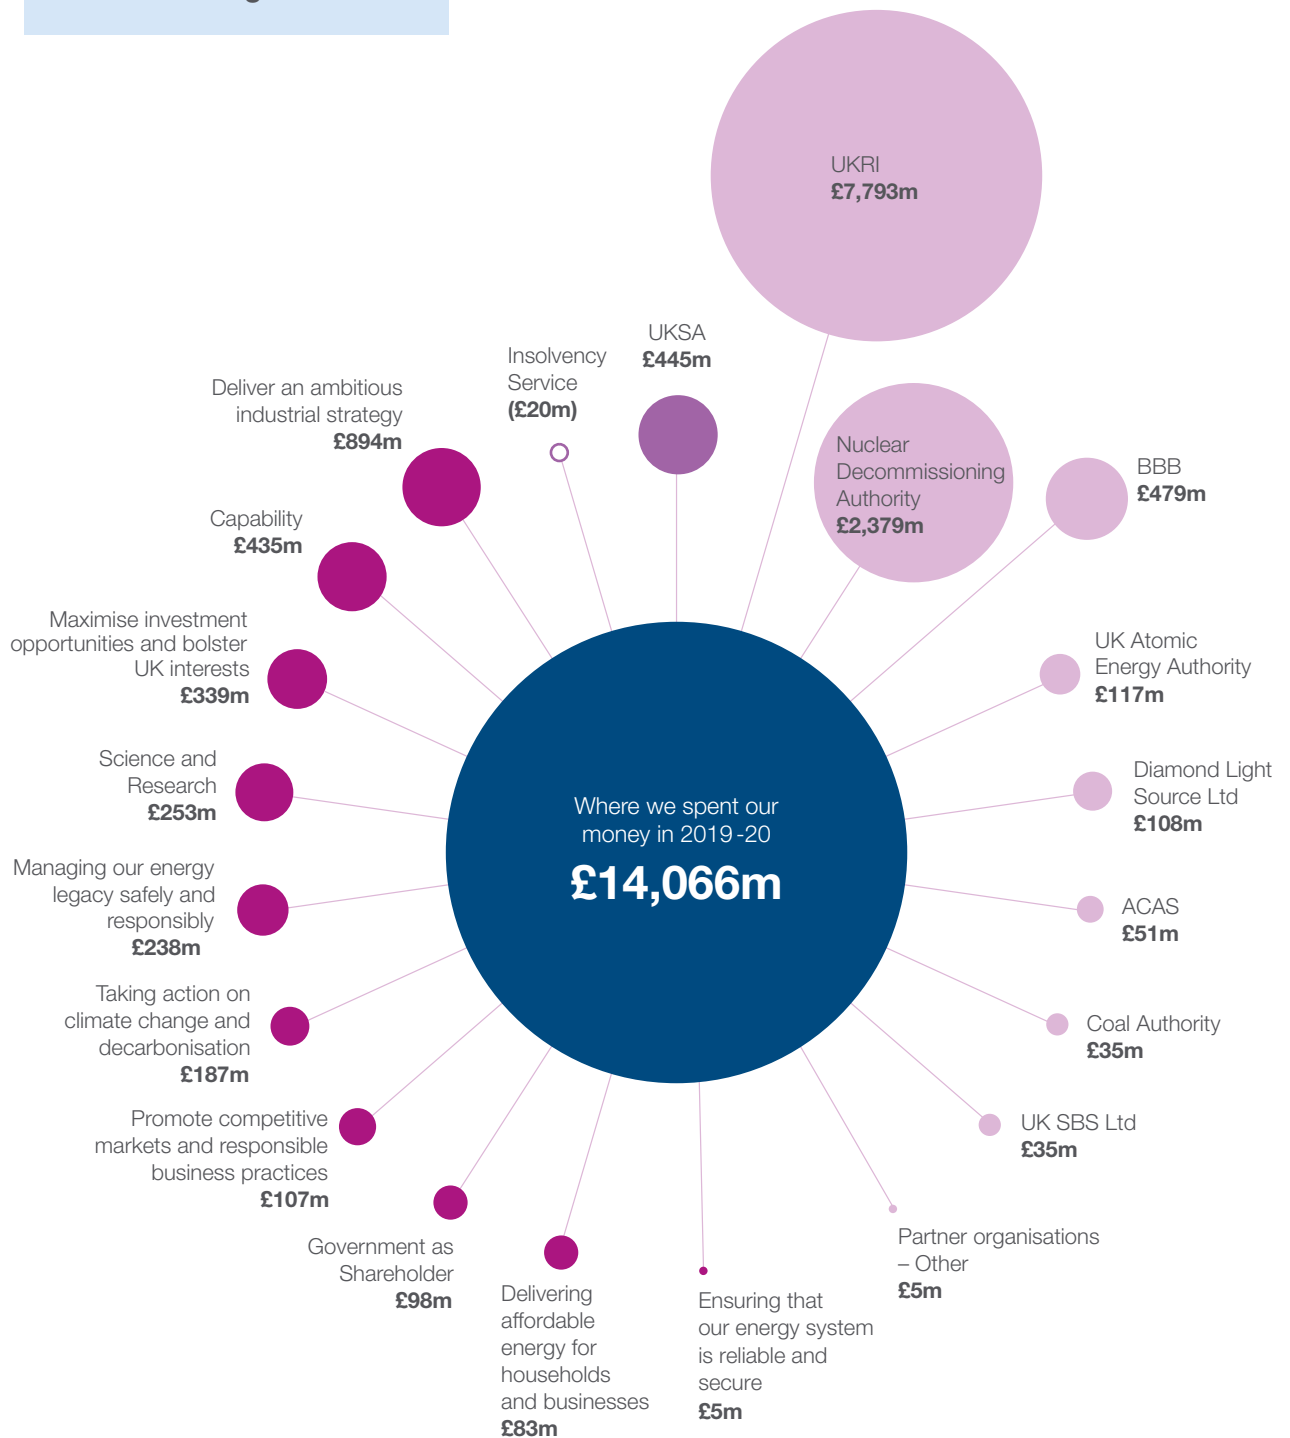 UKRI
£7,793m
UKSA
£445m
Insolvency
Service
(£20m)
Deliver an ambitious
industrial strategy
£894m
Nuclear
Decommissioning
Authority
£2,379m
BBB
£479m
Capability
£435m
Maximise investment
opportunities and bolster
UK interests
£339m
UK Atomic
Energy Authority
£117m
Science and
Research
£253m
Diamond Light
Source Ltd
£108m
Where we spent our
money in 2019-20
£14,066m
Managing our energy
legacy safely and
responsibly
£238m
ACAS
£51m
Taking action on
climate change and
decarbonisation
£187m
Coal Authority
£35m
Promote competitive
markets and responsible
business practices
£107m
UK SBS Ltd
£35m
Government as
Shareholder
£98m
Delivering
affordable
energy for
households
and businesses
£83m
Ensuring that
our energy system
is reliable and
secure
£5m
Partner organisations
– Other
£5m